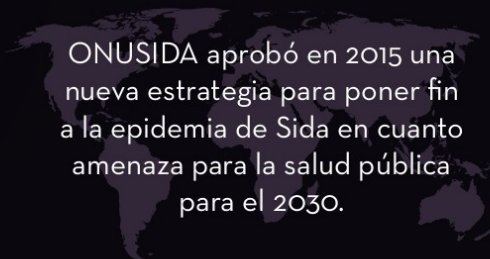 ONUSIDA aprobó en 2015 una
nueva estrategia para poner fin
a la epidemia de Sida en cuanto
amenaza para la salud pública
para el 2030.